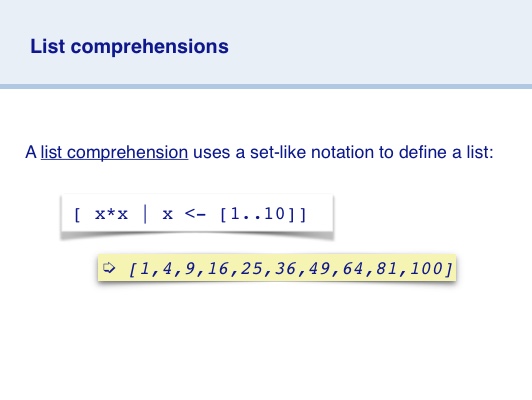 List comprehensions
A list comprehension uses a set-like notation to define a list:
[ x*x | x <- [1..10]]
➩ [1,4,9,16,25,36,49,64,81,100]